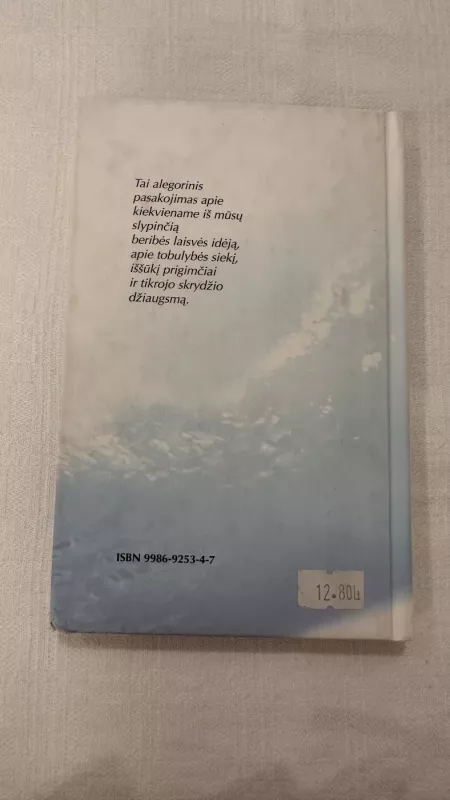 Tai alegorinis
pasakojimas apie
kiekviename iš mūsų
slypinčią
beribės laisvės idėją,
apie tobulybės siekį,
iššūkį prigimčiai
ir tikrojo skrydžio
džiaugsmą.
ISBN 9986-9253-4-7
12.80Ļ